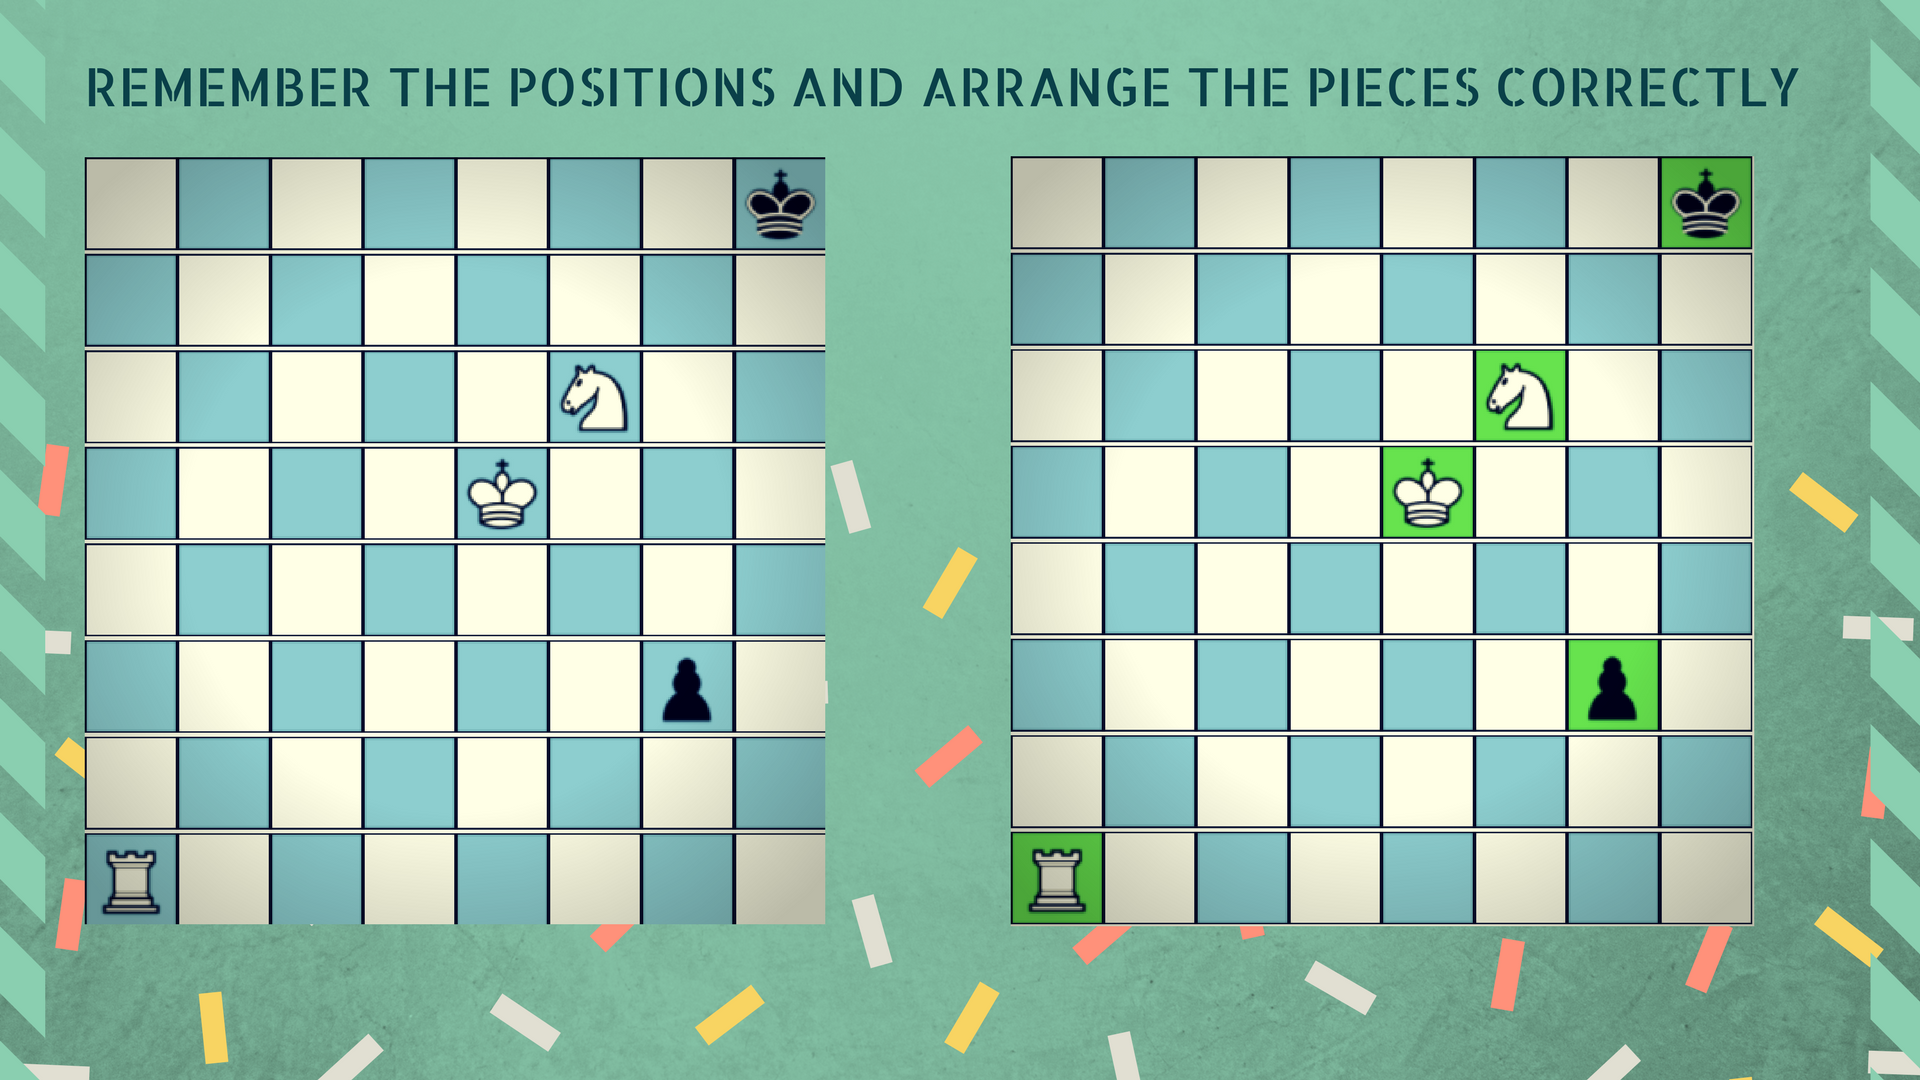 REMEMBER THE POSITIONS AND ARRANGE THE PIECES CORRECTLY